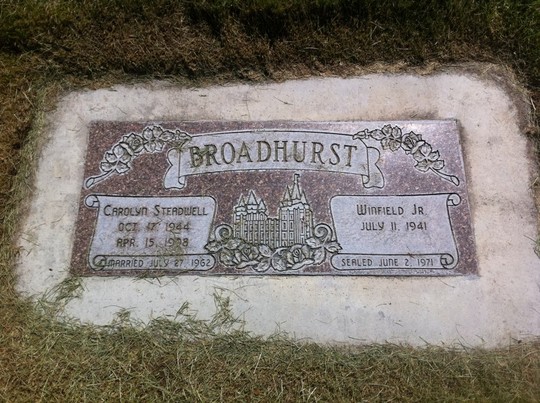 BROADHURST
CAROLYN STEADWELL
OCT 17 1944
APR. 15,
MARRIED JULY 27 1962
WINFIELD JR
JULY 11, 1941
SEALED JUNE 2, 1971